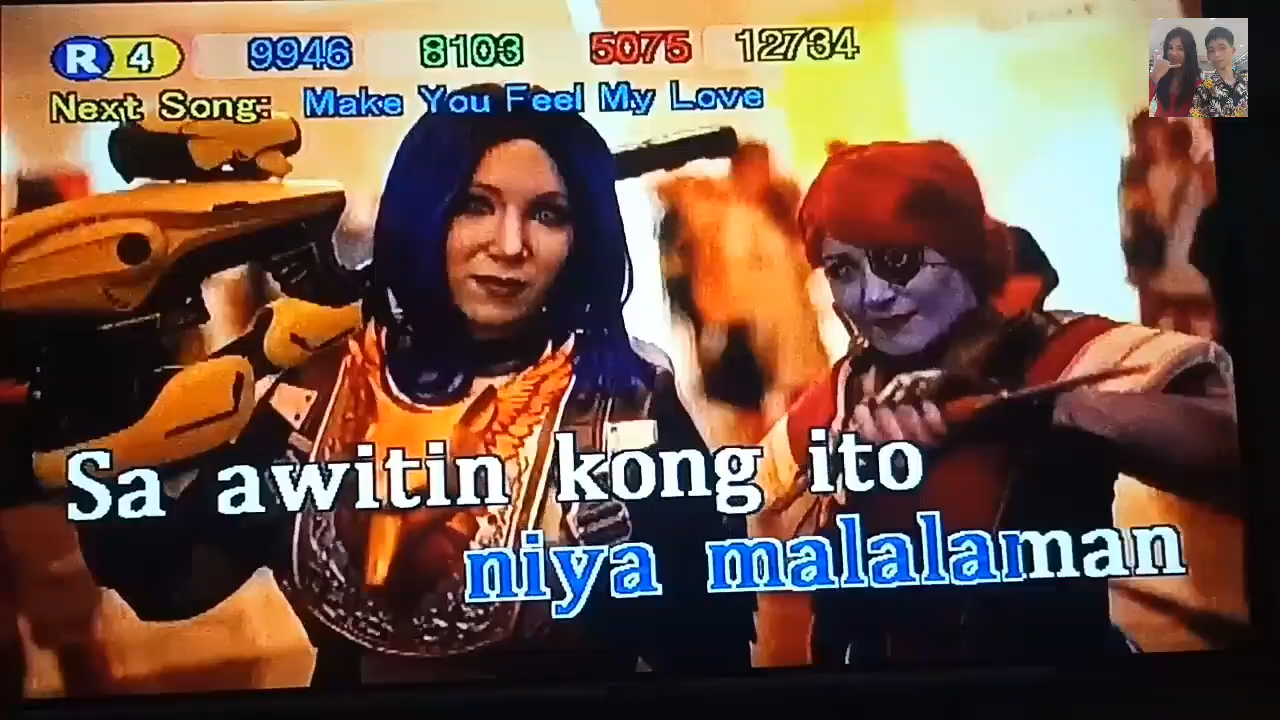 R 4 9946 8103 5075 12734
Next Song: Make You Feel My Love
Sa awitin kong ito
niya malalaman